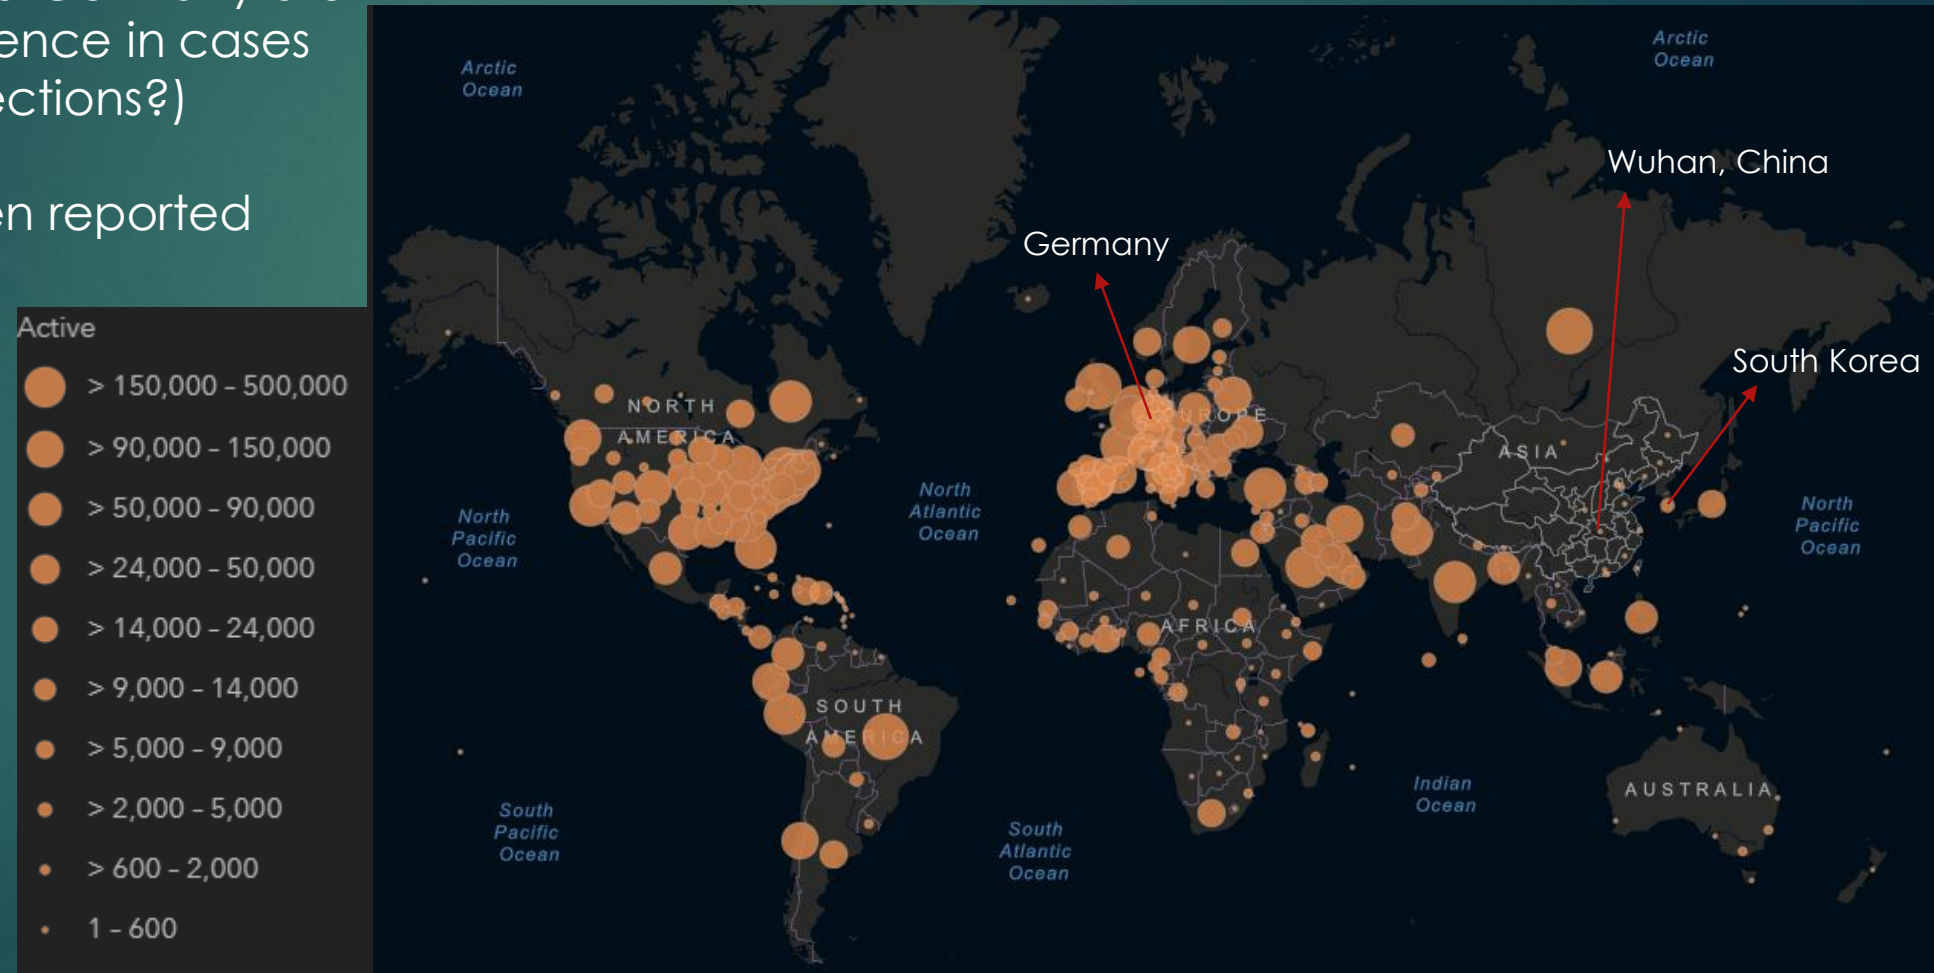 ence in cases
ections?)
en reported
Active
> 150,000 – 500,000
> 90,000 – 150,000
> 50,000 – 90,000
> 24,000 – 50,000
> 14,000 – 24,000
> 9,000 – 14,000
> 5,000 – 9,000
> 2,000 – 5,000
> 600 – 2,000
1 – 600
Arctic
Ocean
Arctic
Ocean
Wuhan, China
Germany
South Korea
NORTH
AMERICA
EUROPE
ASIA
North
Pacific
Ocean
North
Atlantic
Ocean
North
Pacific
Ocean
AFRICA
SOUTH
AMERICA
Indian
Ocean
AUSTRALIA
South
Pacific
Ocean
South
Atlantic
Ocean